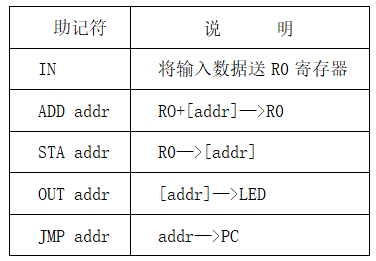 助记符 说 明
IN 将输入数据送 R0 寄存器
ADD addr R0+[addr]—>R0
STA addr R0—>[addr]
OUT addr [addr]—>LED
JMP addr addr—>PC